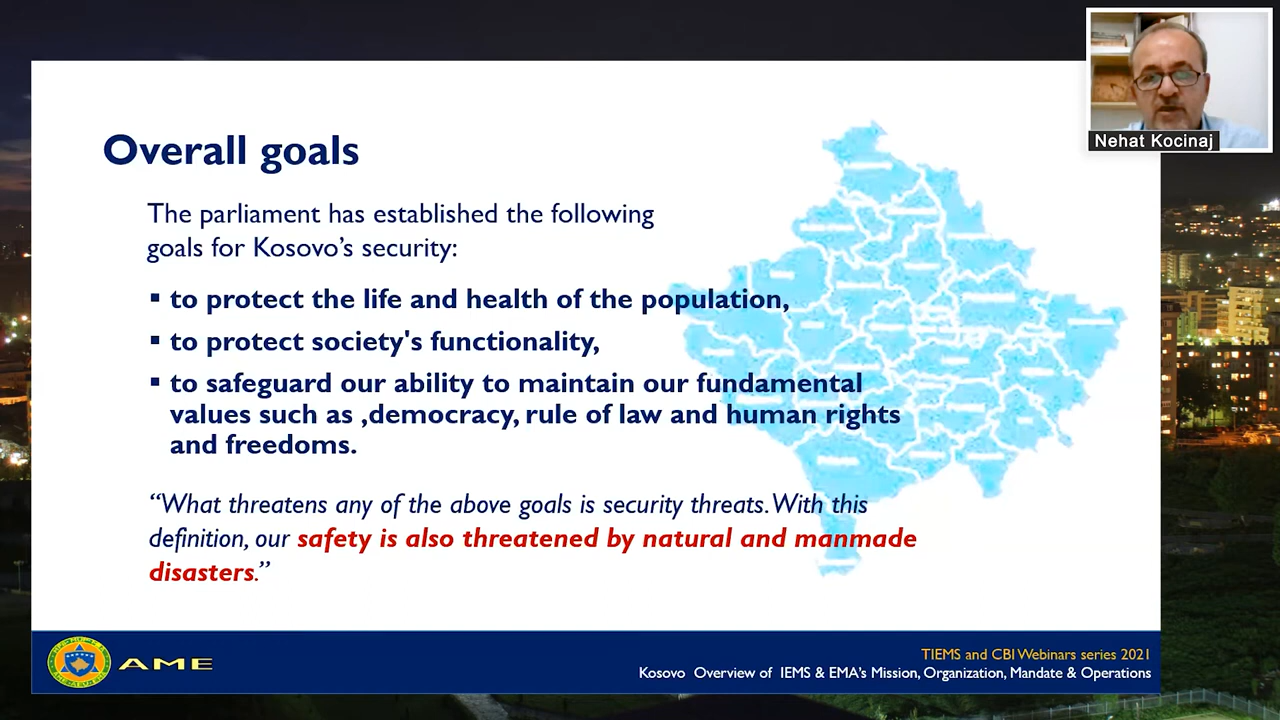 Nehat Kocinaj
Overall goals
The parliament has established the following
goals for Kosovo's security:
▪ to protect the life and health of the population,
▪ to protect society's functionality,
▪ to safeguard our ability to maintain our fundamental
values such as ,democracy, rule of law and human rights
and freedoms.
“What threatens any of the above goals is security threats. With this
definition, our safety is also threatened by natural and manmade
disasters.”
AME
TIEMS and CBI Webinars series 2021
Kosovo Overview of IEMS & EMA's Mission, Organization, Mandate & Operations